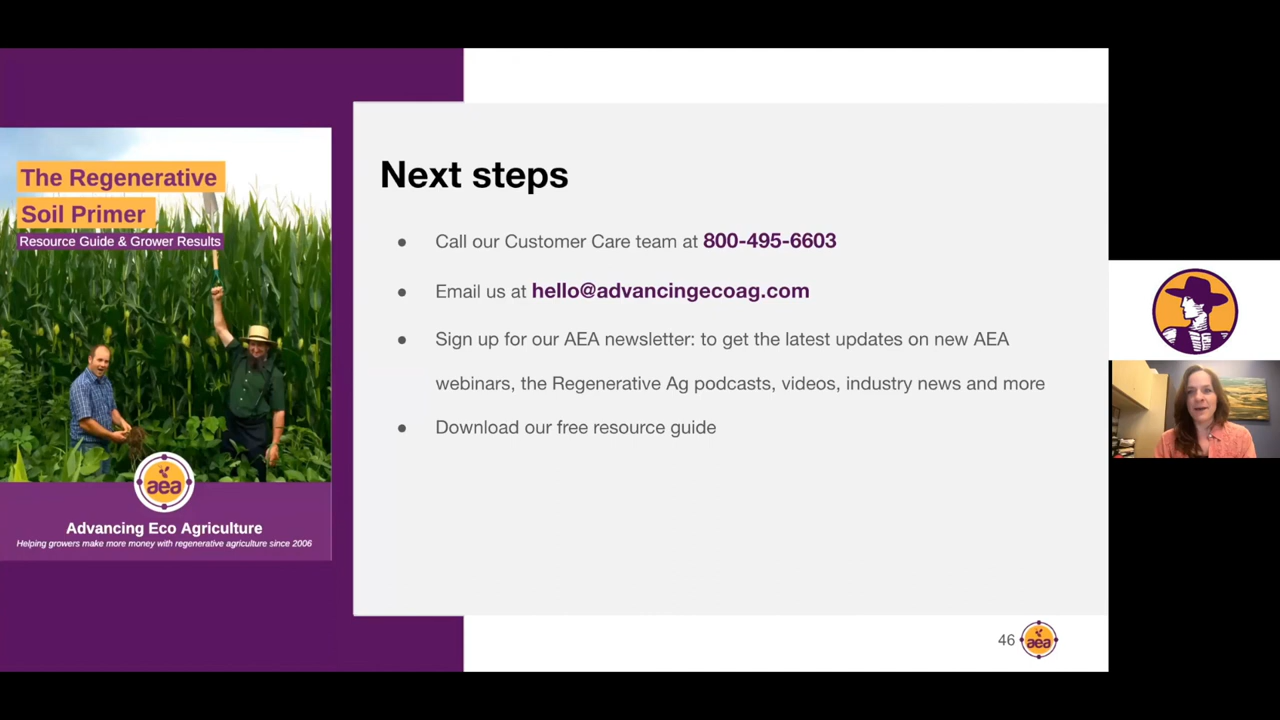 The Regenerative
Soil Primer
Resource Guide & Grower Results
aea
Advancing Eco Agriculture
Helping growers make more money with regenerative agriculture since 2006
Next steps
● Call our Customer Care team at 800-495-6603
● Email us at hello@advancingecoag.com
● Sign up for our AEA newsletter: to get the latest updates on new AEA
webinars, the Regenerative Ag podcasts, videos, industry news and more
● Download our free resource guide
46
aea